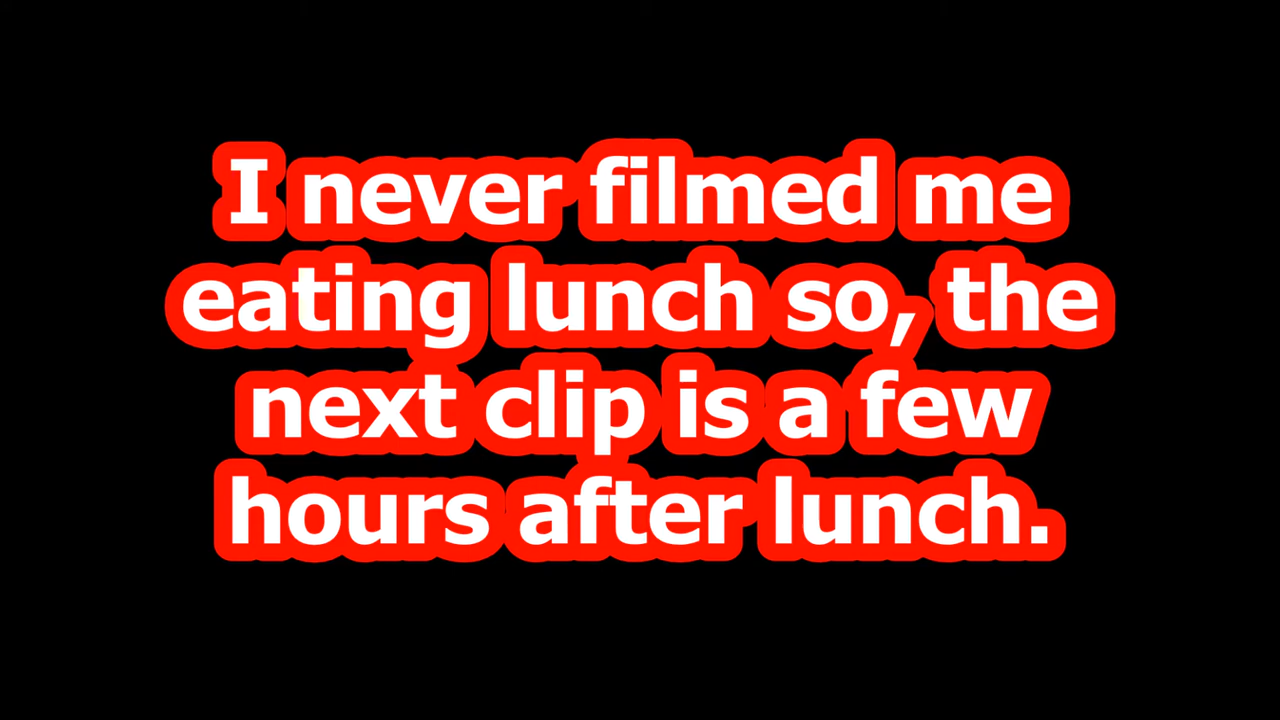 I never filmed me
eating lunch so, the
next clip is a few
hours after lunch.